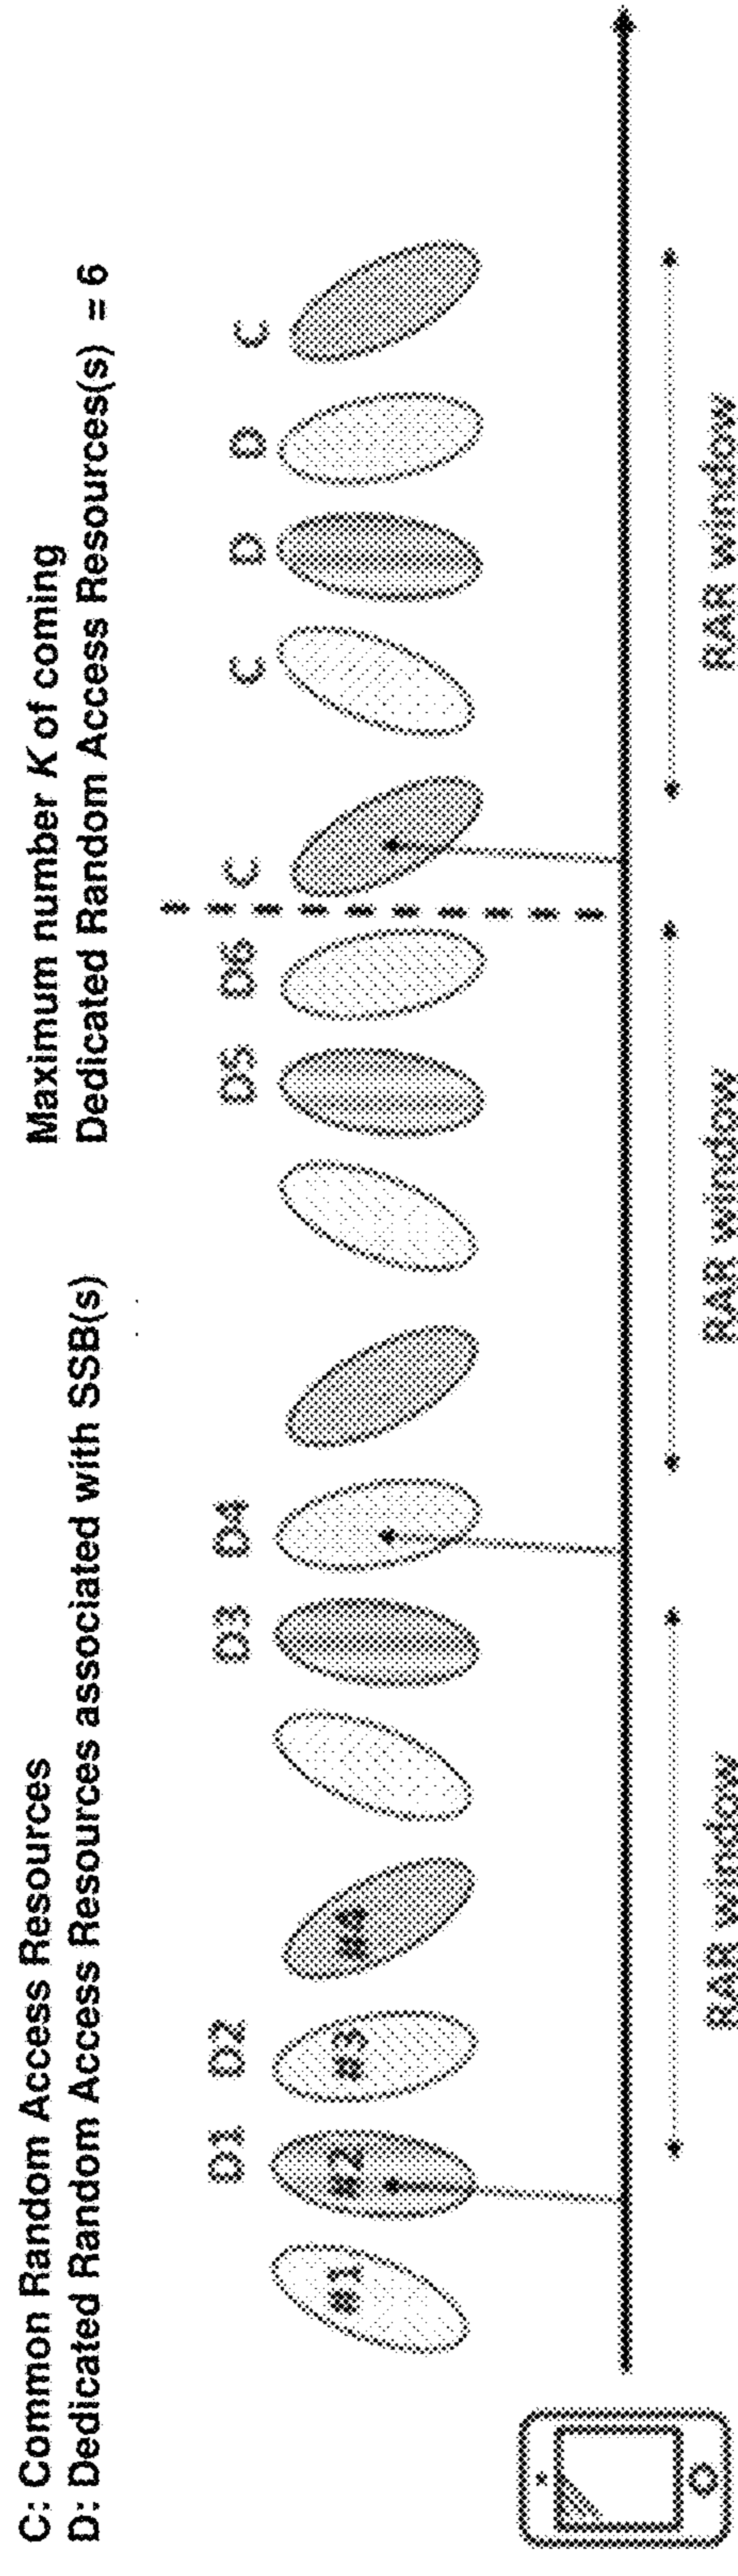 C: Common Random Access Resources
D: Dedicated Random Access Resources associated with SSB(s)
Maximum number K of coming
Dedicated Random Access Resources(s) = 6
D1
D2
D3
D4
D5
D6
C
C
D
D
C
#1
#2
#3
#4
RAR window
RAR window
RAR window